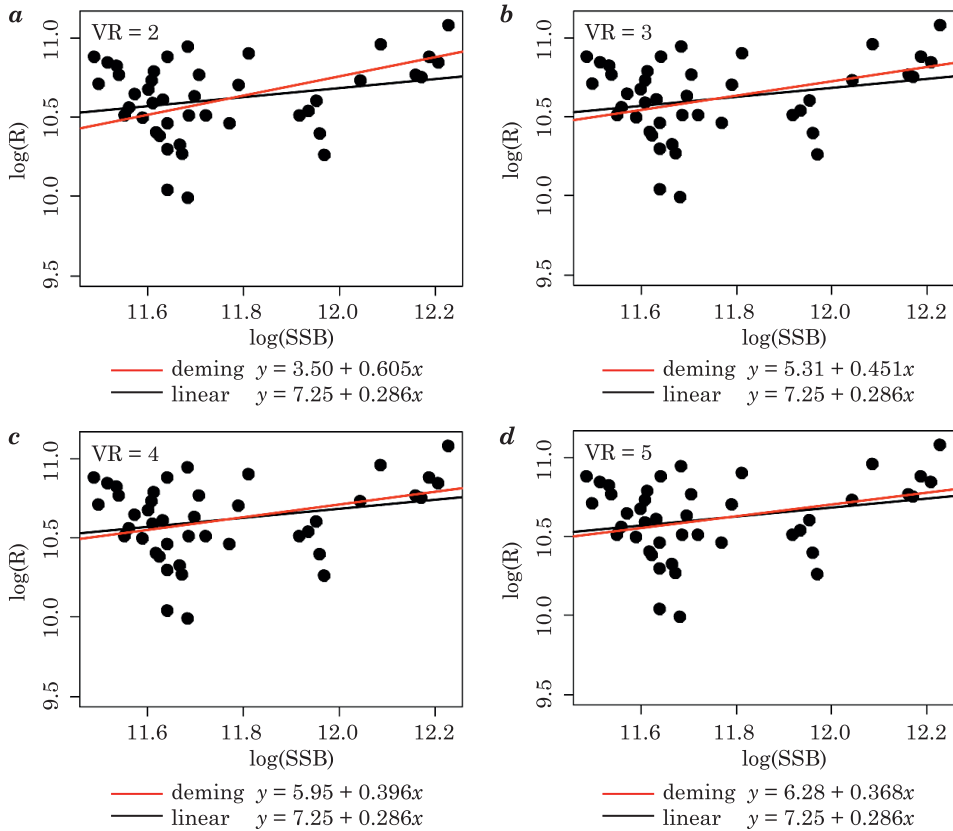 a
VR = 2
log(R)
11.0
10.5
10.0
9.5
11.6 11.8 12.0 12.2
log(SSB)
deming y = 3.50 + 0.605x
linear y = 7.25 + 0.286x
b
VR = 3
log(R)
11.0
10.5
10.0
9.5
11.6 11.8 12.0 12.2
log(SSB)
deming y = 5.31 + 0.451x
linear y = 7.25 + 0.286x
c
VR = 4
log(R)
11.0
10.5
10.0
9.5
11.6 11.8 12.0 12.2
log(SSB)
deming y = 5.95 + 0.396x
linear y = 7.25 + 0.286x
d
VR = 5
log(R)
11.0
10.5
10.0
9.5
11.6 11.8 12.0 12.2
log(SSB)
deming y = 6.28 + 0.368x
linear y = 7.25 + 0.286x